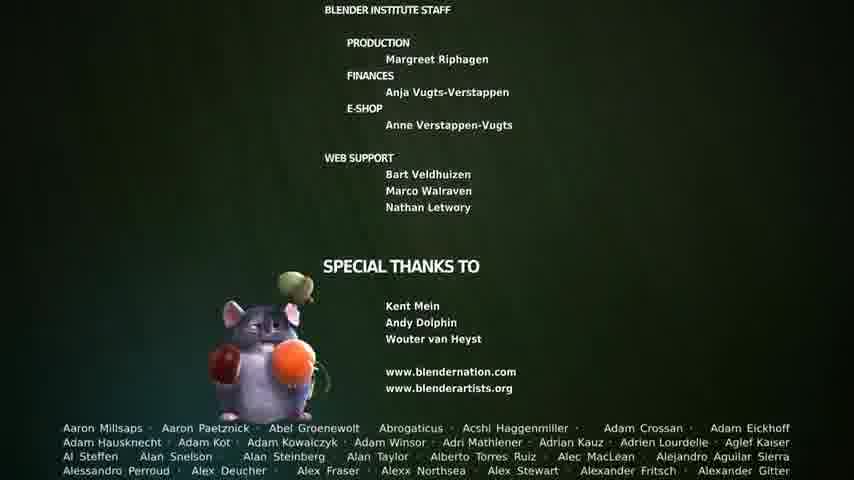 BLENDER INSTITUTE STAFF
PRODUCTION
Margreet Riphagen
FINANCES
Anja Vugts-Verstappen
E-SHOP
Anne Verstappen-Vugts
WEB SUPPORT
Bart Veldhuizen
Marco Walraven
Nathan Letwory
SPECIAL THANKS TO
Kent Mein
Andy Dolphin
Wouter van Heyst
www.blendernation.com
www.blenderartists.org
Aaron Millsaps · Aaron Paetznick · Abel Groenewolt Abrogaticus · Acshi Haggenmiller · Adam Crossan · Adam Eickhoff
Adam Hausknecht · Adam Kot · Adam Kowalczyk · Adam Winsor · Adri Mathlener · Adrian Kauz · Adrien Lourdelle · Aglef Kaiser
Al Steffen Alan Snelson · Alan Steinberg · Alan Taylor · Alberto Torres Ruiz · Alec MacLean · Alejandro Aguilar Sierra
Alessandro Perroud · Alex Deucher · Alex Fraser · Alexx Northsea · Alex Stewart · Alexander Fritsch · Alexander Gitter